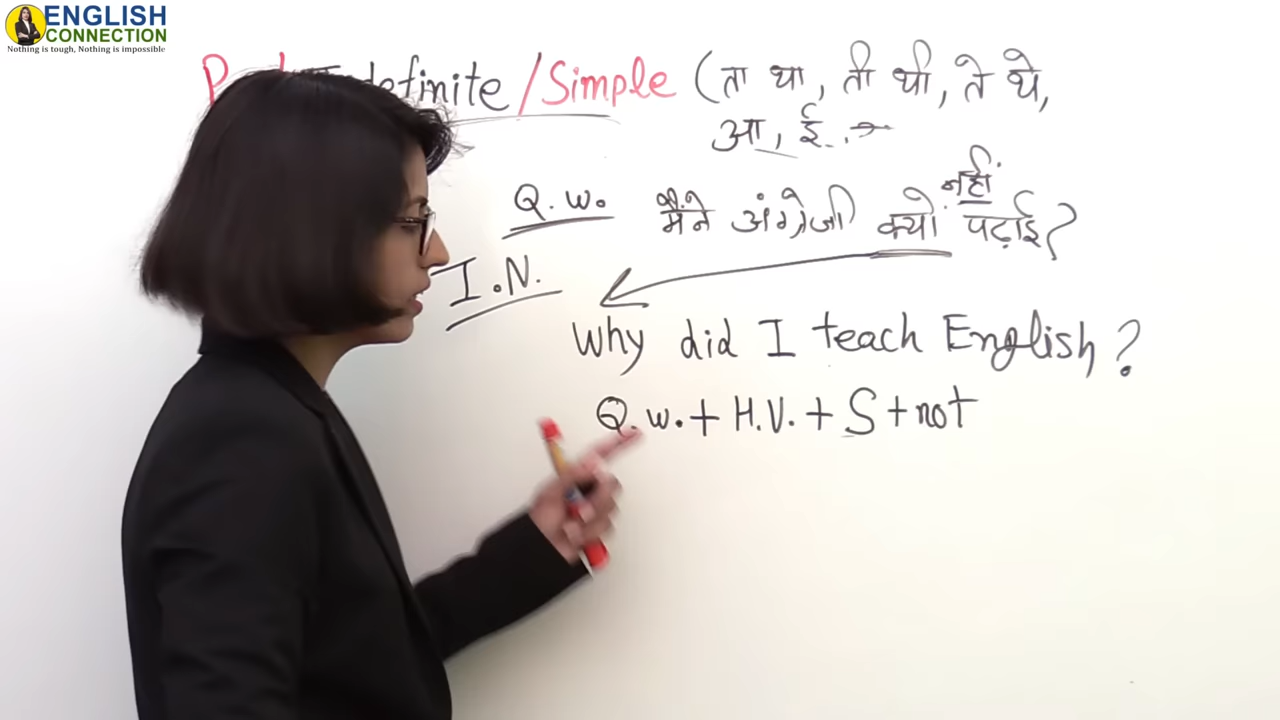 ENGLISH
CONNECTION
Nothing is tough, Nothing is impossible
definite /Simple (ता था, ती थी, ते थे,
आ, ई..
नहीं
Q.w. मैंने अंग्रेजी क्यों पढ़ाई?
I.N.
Why did I teach English?
Q.w.+ H.V. + S + not